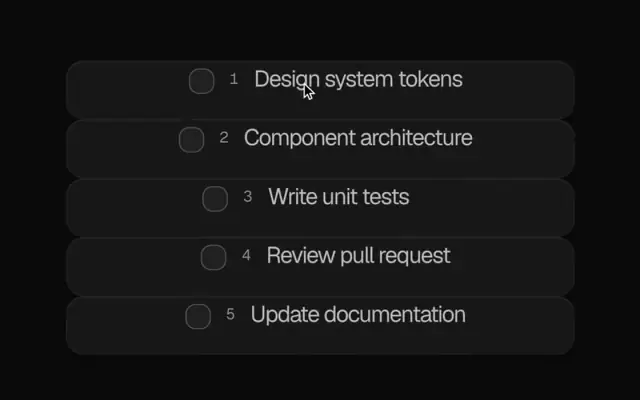 1 Design system tokens
2 Component architecture
3 Write unit tests
4 Review pull request
5 Update documentation